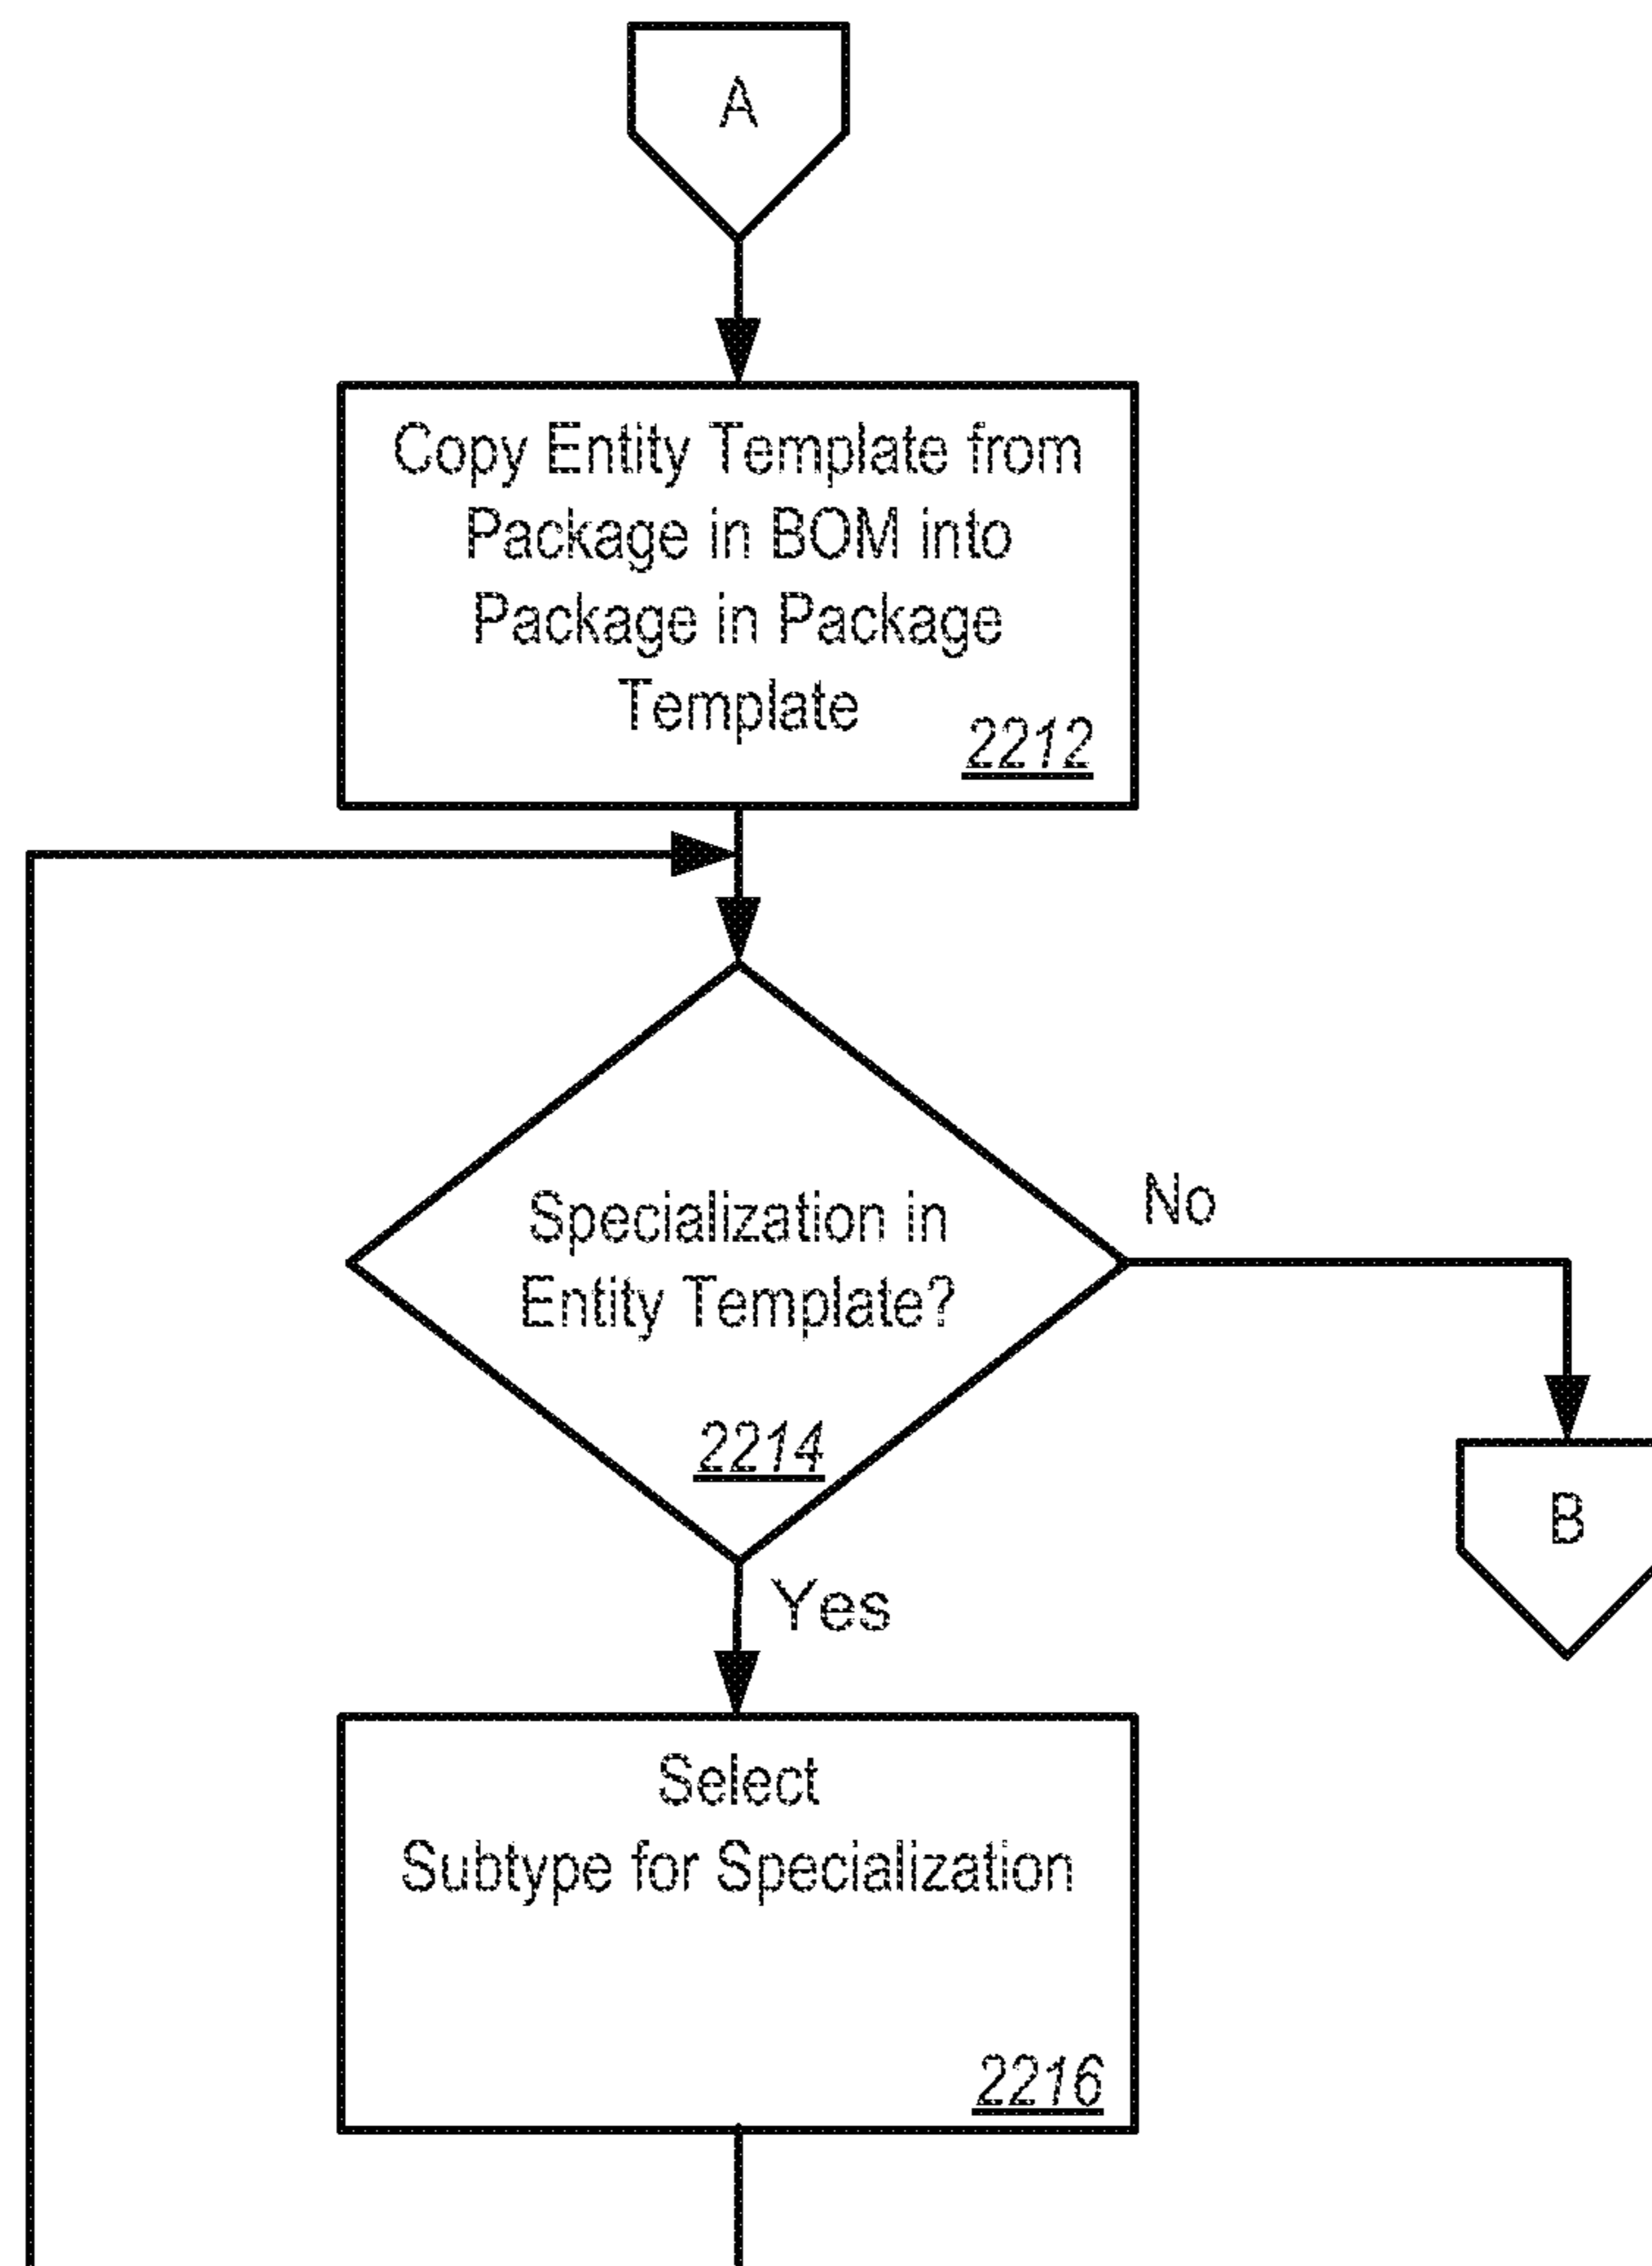 A
Copy Entity Template from
Package in BOM into
Package in Package
Template
2212
Specialization in
Entity Template?
2214
No
B
Yes
Select
Subtype for Specialization
2216